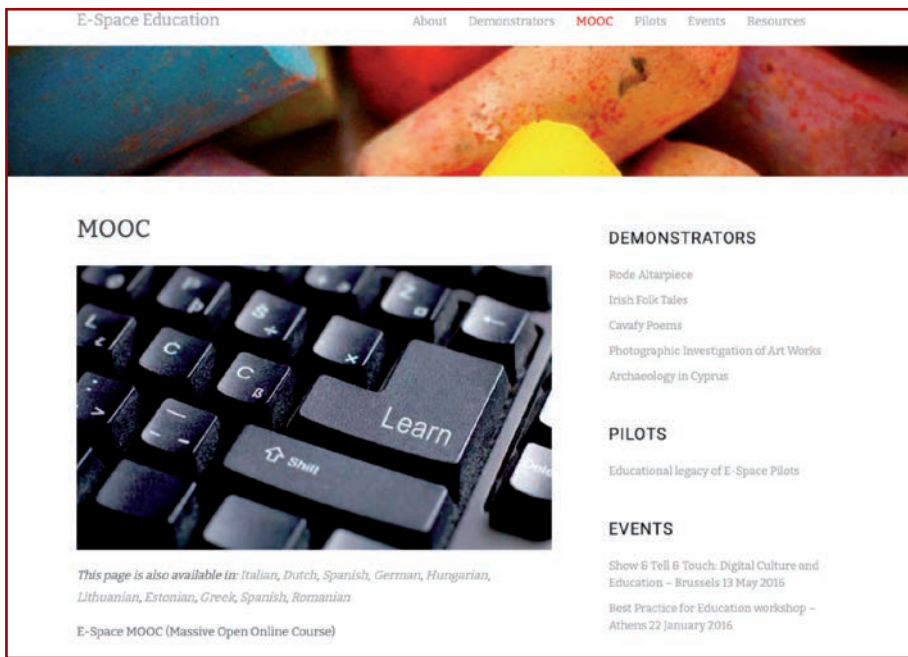 E-Space Education
About Demonstrators MOOC Pilots Events Resources
MOOC
Learn
Shift
This page is also available in: Italian, Dutch, Spanish, German, Hungarian,
Lithuanian, Estonian, Greek, Spanish, Romanian
E-Space MOOC (Massive Open Online Course)
DEMONSTRATORS
Rode Altarpiece
Irish Folk Tales
Cavafy Poems
Photographic Investigation of Art Works
Archaeology in Cyprus
PILOTS
Educational legacy of E-Space Pilots
EVENTS
Show & Tell & Touch: Digital Culture and
Education – Brussels 13 May 2016
Best Practice for Education workshop –
Athens 22 January 2016